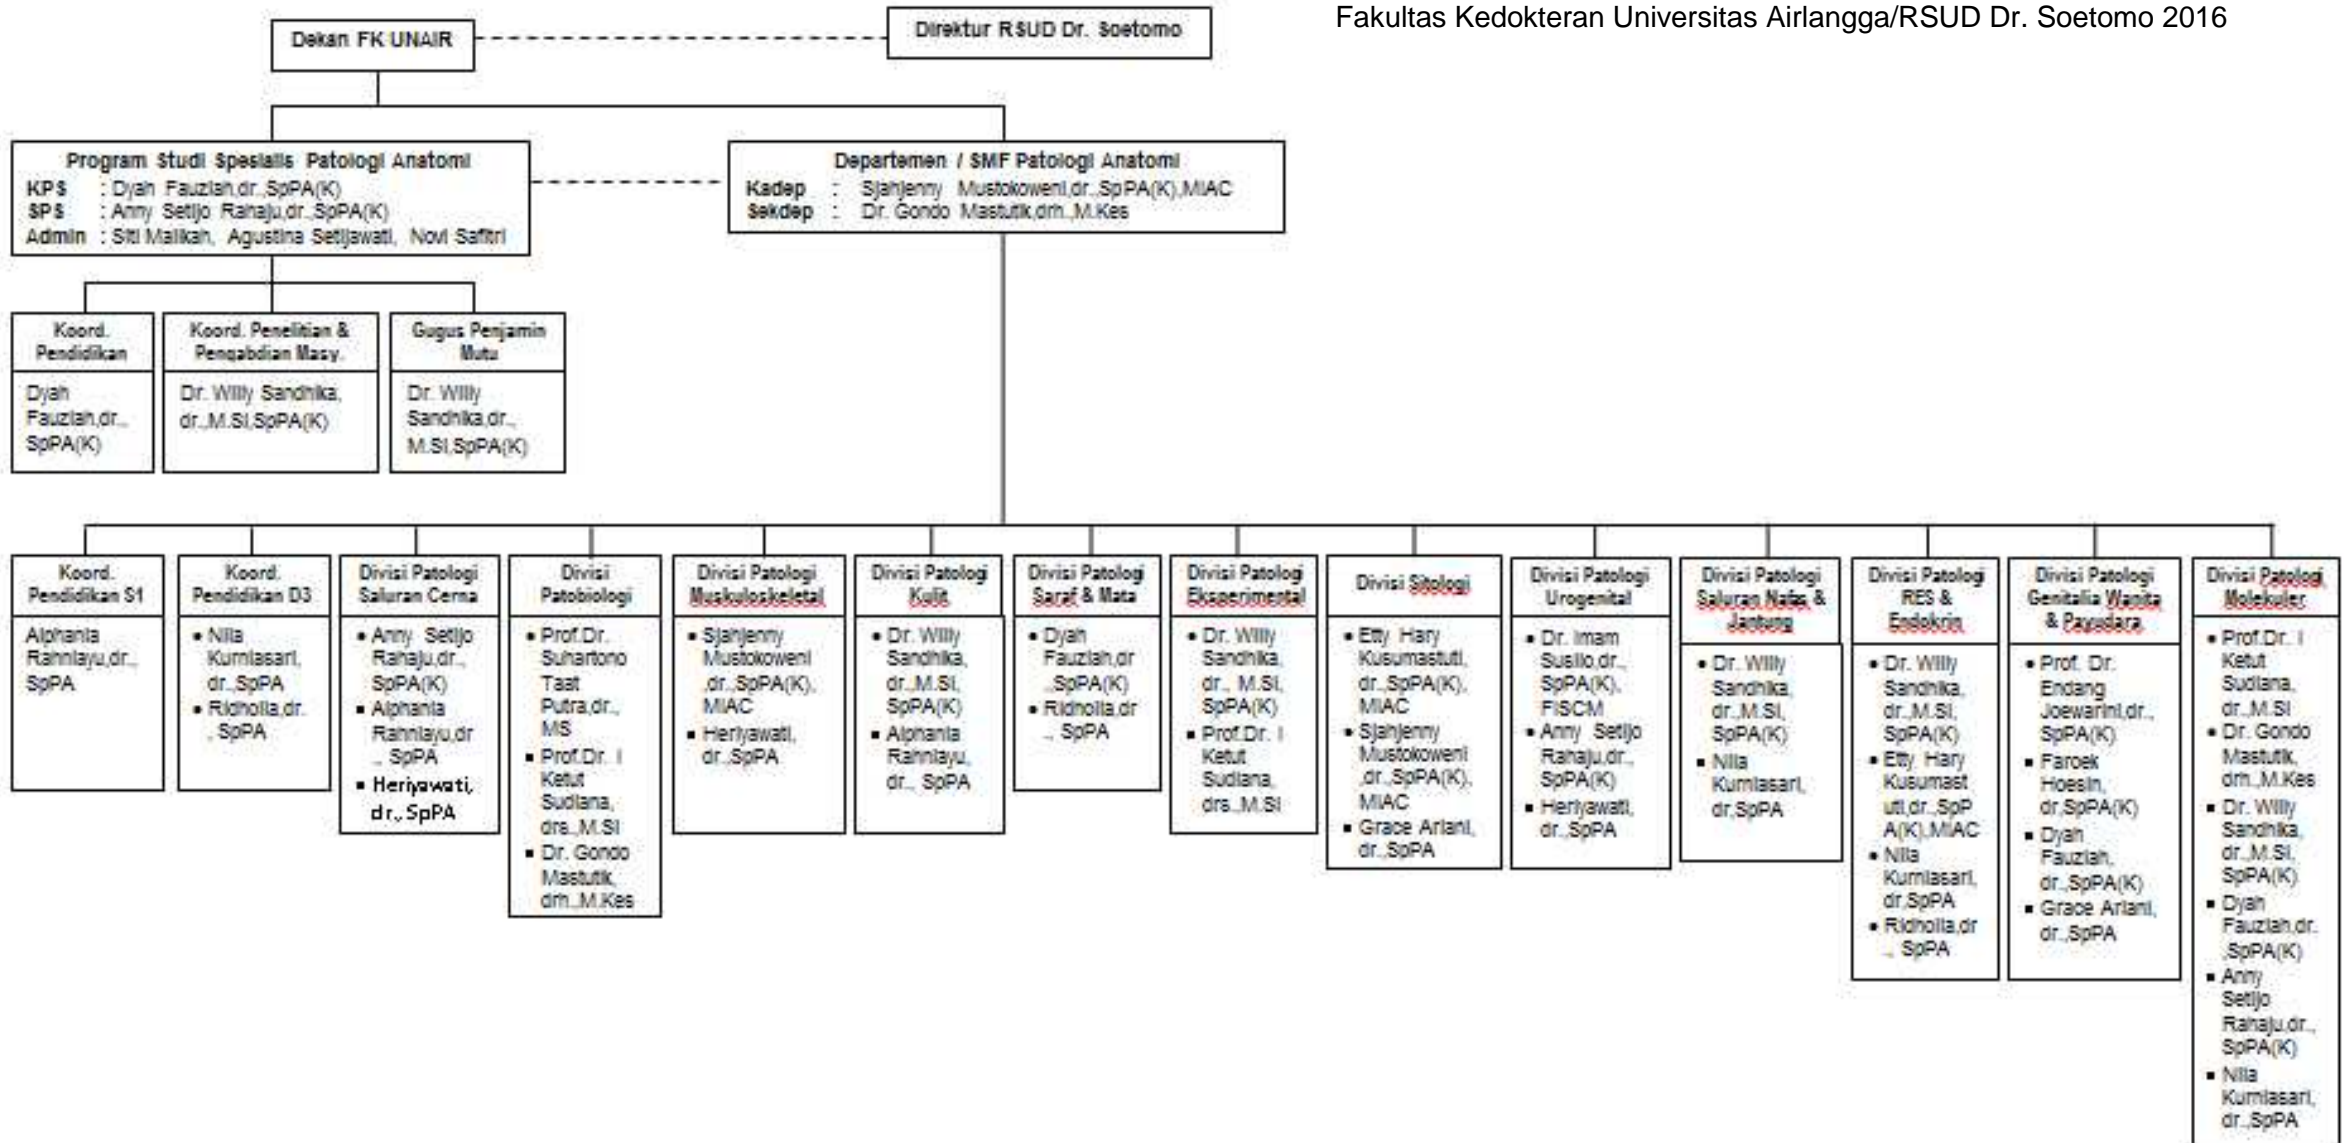 Fakultas Kedokteran Universitas Airlangga/RSUD Dr. Soetomo 2016
Dekan FK UNAIR
Direktur RSUD Dr. Soetomo
Program Studi Spesialis Patologi Anatomi
KPS : Dyah Fauziah,dr.,SpPA(K)
SPS : Anny Setijo Rahaju,dr.,SpPA(K)
Admin : Siti Malikah, Agustina Setijawati, Novi Safitri
Departemen / SMF Patologi Anatomi
Kadep : Sjahjenny Mustokoweni,dr.,SpPA(K),MIAC
Sekdep : Dr. Gondo Mastutik,drh.,M.Kes
Koord.
Pendidikan
Dyah
Fauziah,dr.,
SpPA(K)
Koord. Penelitian &
Pengabdian Masy.
Dr. Willy Sandhika,
dr.,M.Si,SpPA(K)
Gugus Penjamin
Mutu
Dr. Willy
Sandhika,dr.,
M.Si,SpPA(K)
Koord.
Pendidikan S1
Alphania
Rahniayu,dr.,
SpPA
Koord.
Pendidikan D3
• Nila
Kurniasari,
dr.,SpPA
• Ridholia,dr.
, SpPA
Divisi Patologi
Saluran Cerna
• Anny Setijo
Rahaju,dr.,
SpPA(K)
▪ Alphania
Rahniayu,dr
., SpPA
▪ Heriyawati,
dr., SpPA
Divisi
Patobiologi
• Prof.Dr.
Suhartono
Taat
Putra,dr.,
MS
▪ Prof.Dr. I
Ketut
Sudiana,
drs.,M.Si
▪ Dr. Gondo
Mastutik,
drh.,M.Kes
Divisi Patologi
Muskuloskeletal
• Sjahjenny
Mustokoweni
,dr.,SpPA(K),
MIAC
▪ Heriyawati,
dr.,SpPA
Divisi Patologi
Kulit
• Dr. Willy
Sandhika,
dr.,M.Si,
SpPA(K)
▪ Alphania
Rahniayu,
dr., SpPA
Divisi Patologi
Saraf & Mata
• Dyah
Fauziah,dr
.,SpPA(K)
• Ridholia,dr
., SpPA
Divisi Patologi
Eksperimental
• Dr. Willy
Sandhika,
dr., M.Si,
SpPA(K)
▪ Prof.Dr. I
Ketut
Sudiana,
drs.,M.Si
Divisi Sitologi
• Etty Hary
Kusumastuti,
dr.,SpPA(K),
MIAC
▪ Sjahjenny
Mustokoweni
,dr.,SpPA(K),
MIAC
▪ Grace Ariani,
dr.,SpPA
Divisi Patologi
Urogenital
• Dr. Imam
Susilo,dr.,
SpPA(K),
FISCM
▪ Anny Setijo
Rahaju,dr.,
SpPA(K)
▪ Heriyawati,
dr.,SpPA
Divisi Patologi
Saluran Nafas &
Jantung
• Dr. Willy
Sandhika,
dr.,M.Si,
SpPA(K)
▪ Nila
Kurniasari,
dr,SpPA
Divisi Patologi
RES &
Endokrin
• Dr. Willy
Sandhika,
dr.,M.Si,
SpPA(K)
• Etty Hary
Kusumast
uti,dr.,SpP
A(K),MIAC
• Nila
Kurniasari,
dr,SpPA
• Ridholia,dr
., SpPA
Divisi Patologi
Genitalia Wanita
& Payudara
• Prof. Dr.
Endang
Joewarini,dr.,
SpPA(K)
▪ Faroek
Hoesin,
dr,SpPA(K)
▪ Dyah
Fauziah,
dr.,SpPA(K)
▪ Grace Ariani,
dr.,SpPA
Divisi Patologi
Molekuler
• Prof.Dr. I
Ketut
Sudiana,
dr.,M.Si
• Dr. Gondo
Mastutik,
drh.,M.Kes
▪ Dr. Willy
Sandhika,
dr.,M.Si,
SpPA(K)
▪ Dyah
Fauziah,dr.
,SpPA(K)
▪ Anny
Setijo
Rahaju,dr.,
SpPA(K)
▪ Nila
Kurniasari,
dr.,SpPA